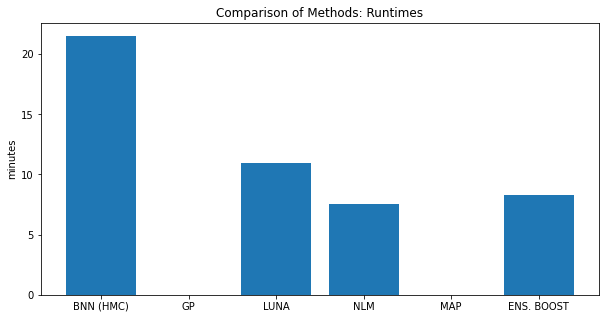 Comparison of Methods: Runtimes
minutes
20
15
10
5
0
BNN (HMC) GP LUNA NLM MAP ENS. BOOST